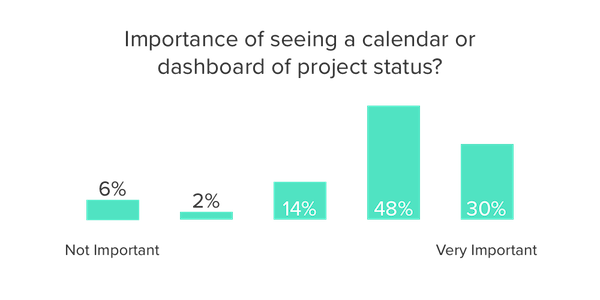 Importance of seeing a calendar or
dashboard of project status?
6%
2%
14%
48%
30%
Not Important
Very Important